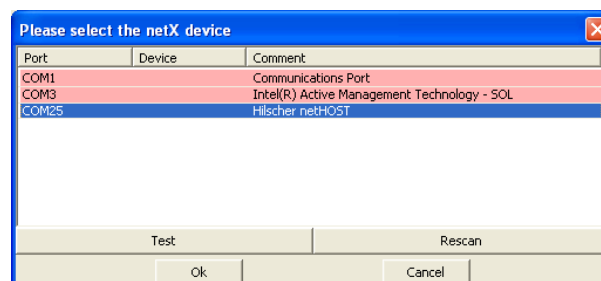 Please select the netX device
Port Device Comment
COM1 Communications Port
COM3 Intel(R) Active Management Technology - SOL
COM25 Hilscher netHOST
Test Rescan
Ok Cancel